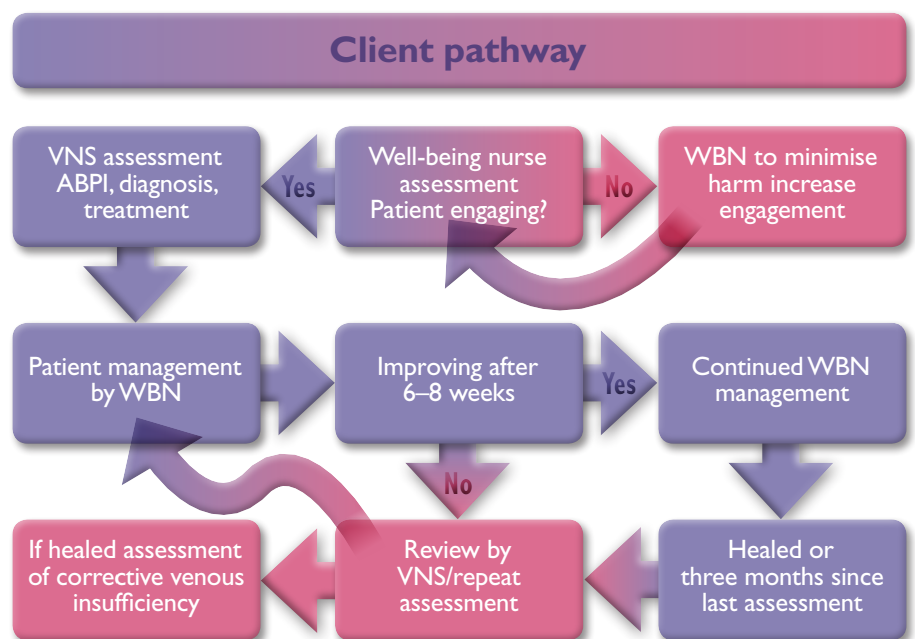 Client pathway
VNS assessment
ABPI, diagnosis,
treatment
Yes
Well-being nurse
assessment
Patient engaging?
No
WBN to minimise
harm increase
engagement
Patient management
by WBN
Improving after
6–8 weeks
Yes
Continued WBN
management
No
If healed assessment
of corrective venous
insufficiency
Review by
VNS/repeat
assessment
Healed or
three months since
last assessment